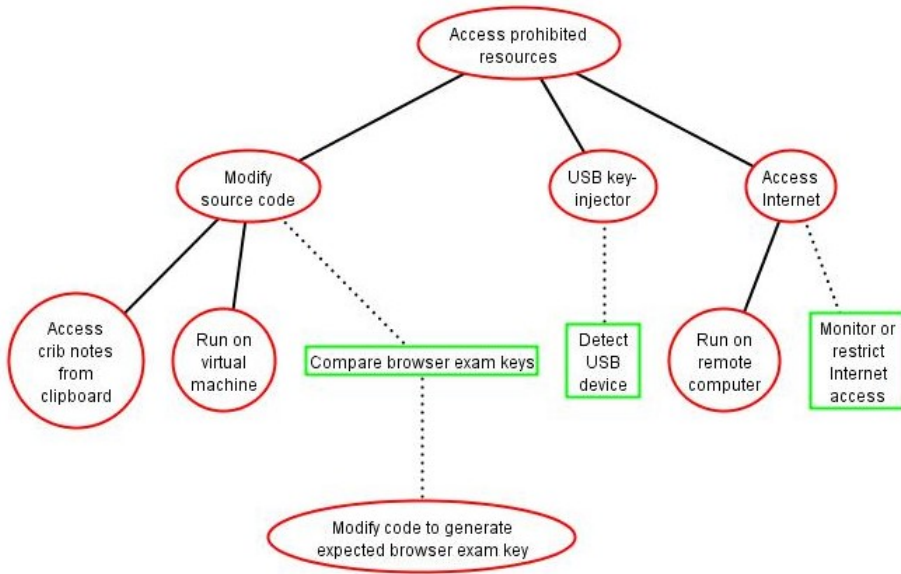 Access prohibited
resources
Modify
source code
USB key-
injector
Access
Internet
Access
crib notes
from
clipboard
Run on
virtual
machine
Compare browser exam keys
Detect
USB
device
Run on
remote
computer
Monitor or
restrict
Internet
access
Modify code to generate
expected browser exam key